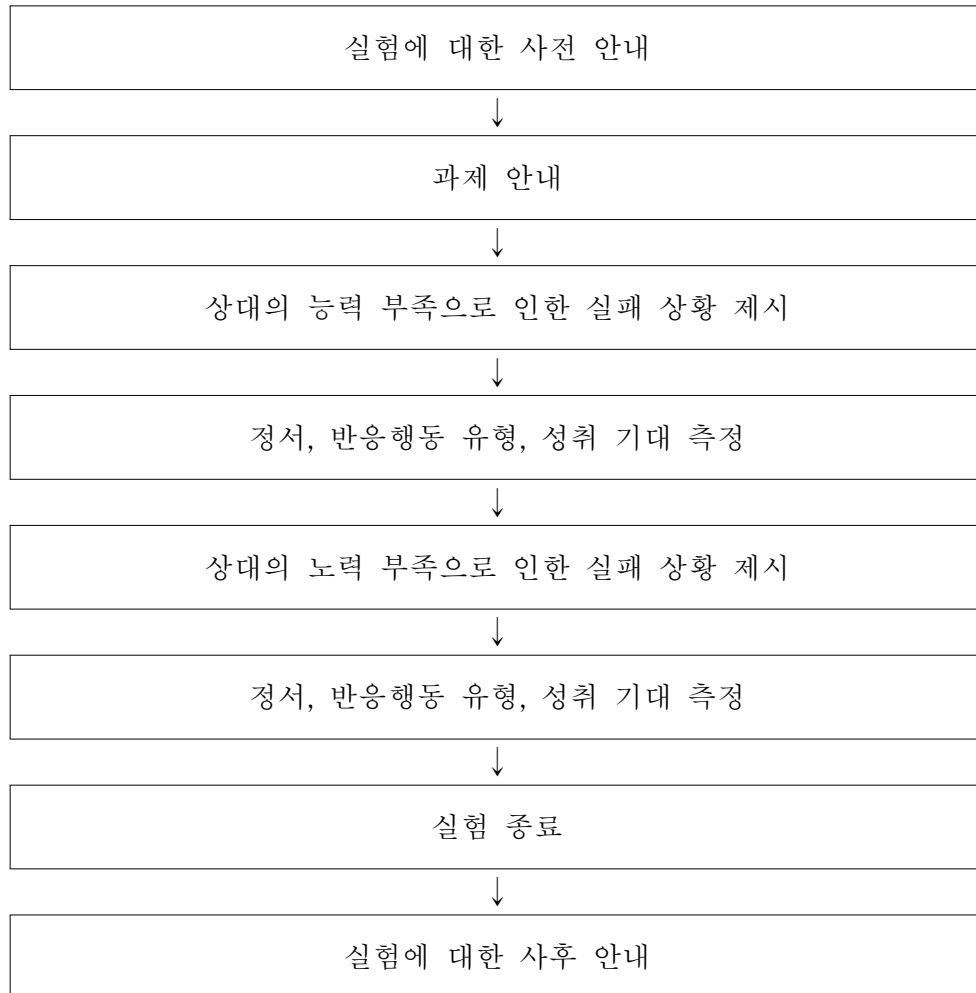 실험에 대한 사전 안내
↓
과제 안내
↓
상대의 능력 부족으로 인한 실패 상황 제시
↓
정서, 반응행동 유형, 성취 기대 측정
↓
상대의 노력 부족으로 인한 실패 상황 제시
↓
정서, 반응행동 유형, 성취 기대 측정
↓
실험 종료
↓
실험에 대한 사후 안내